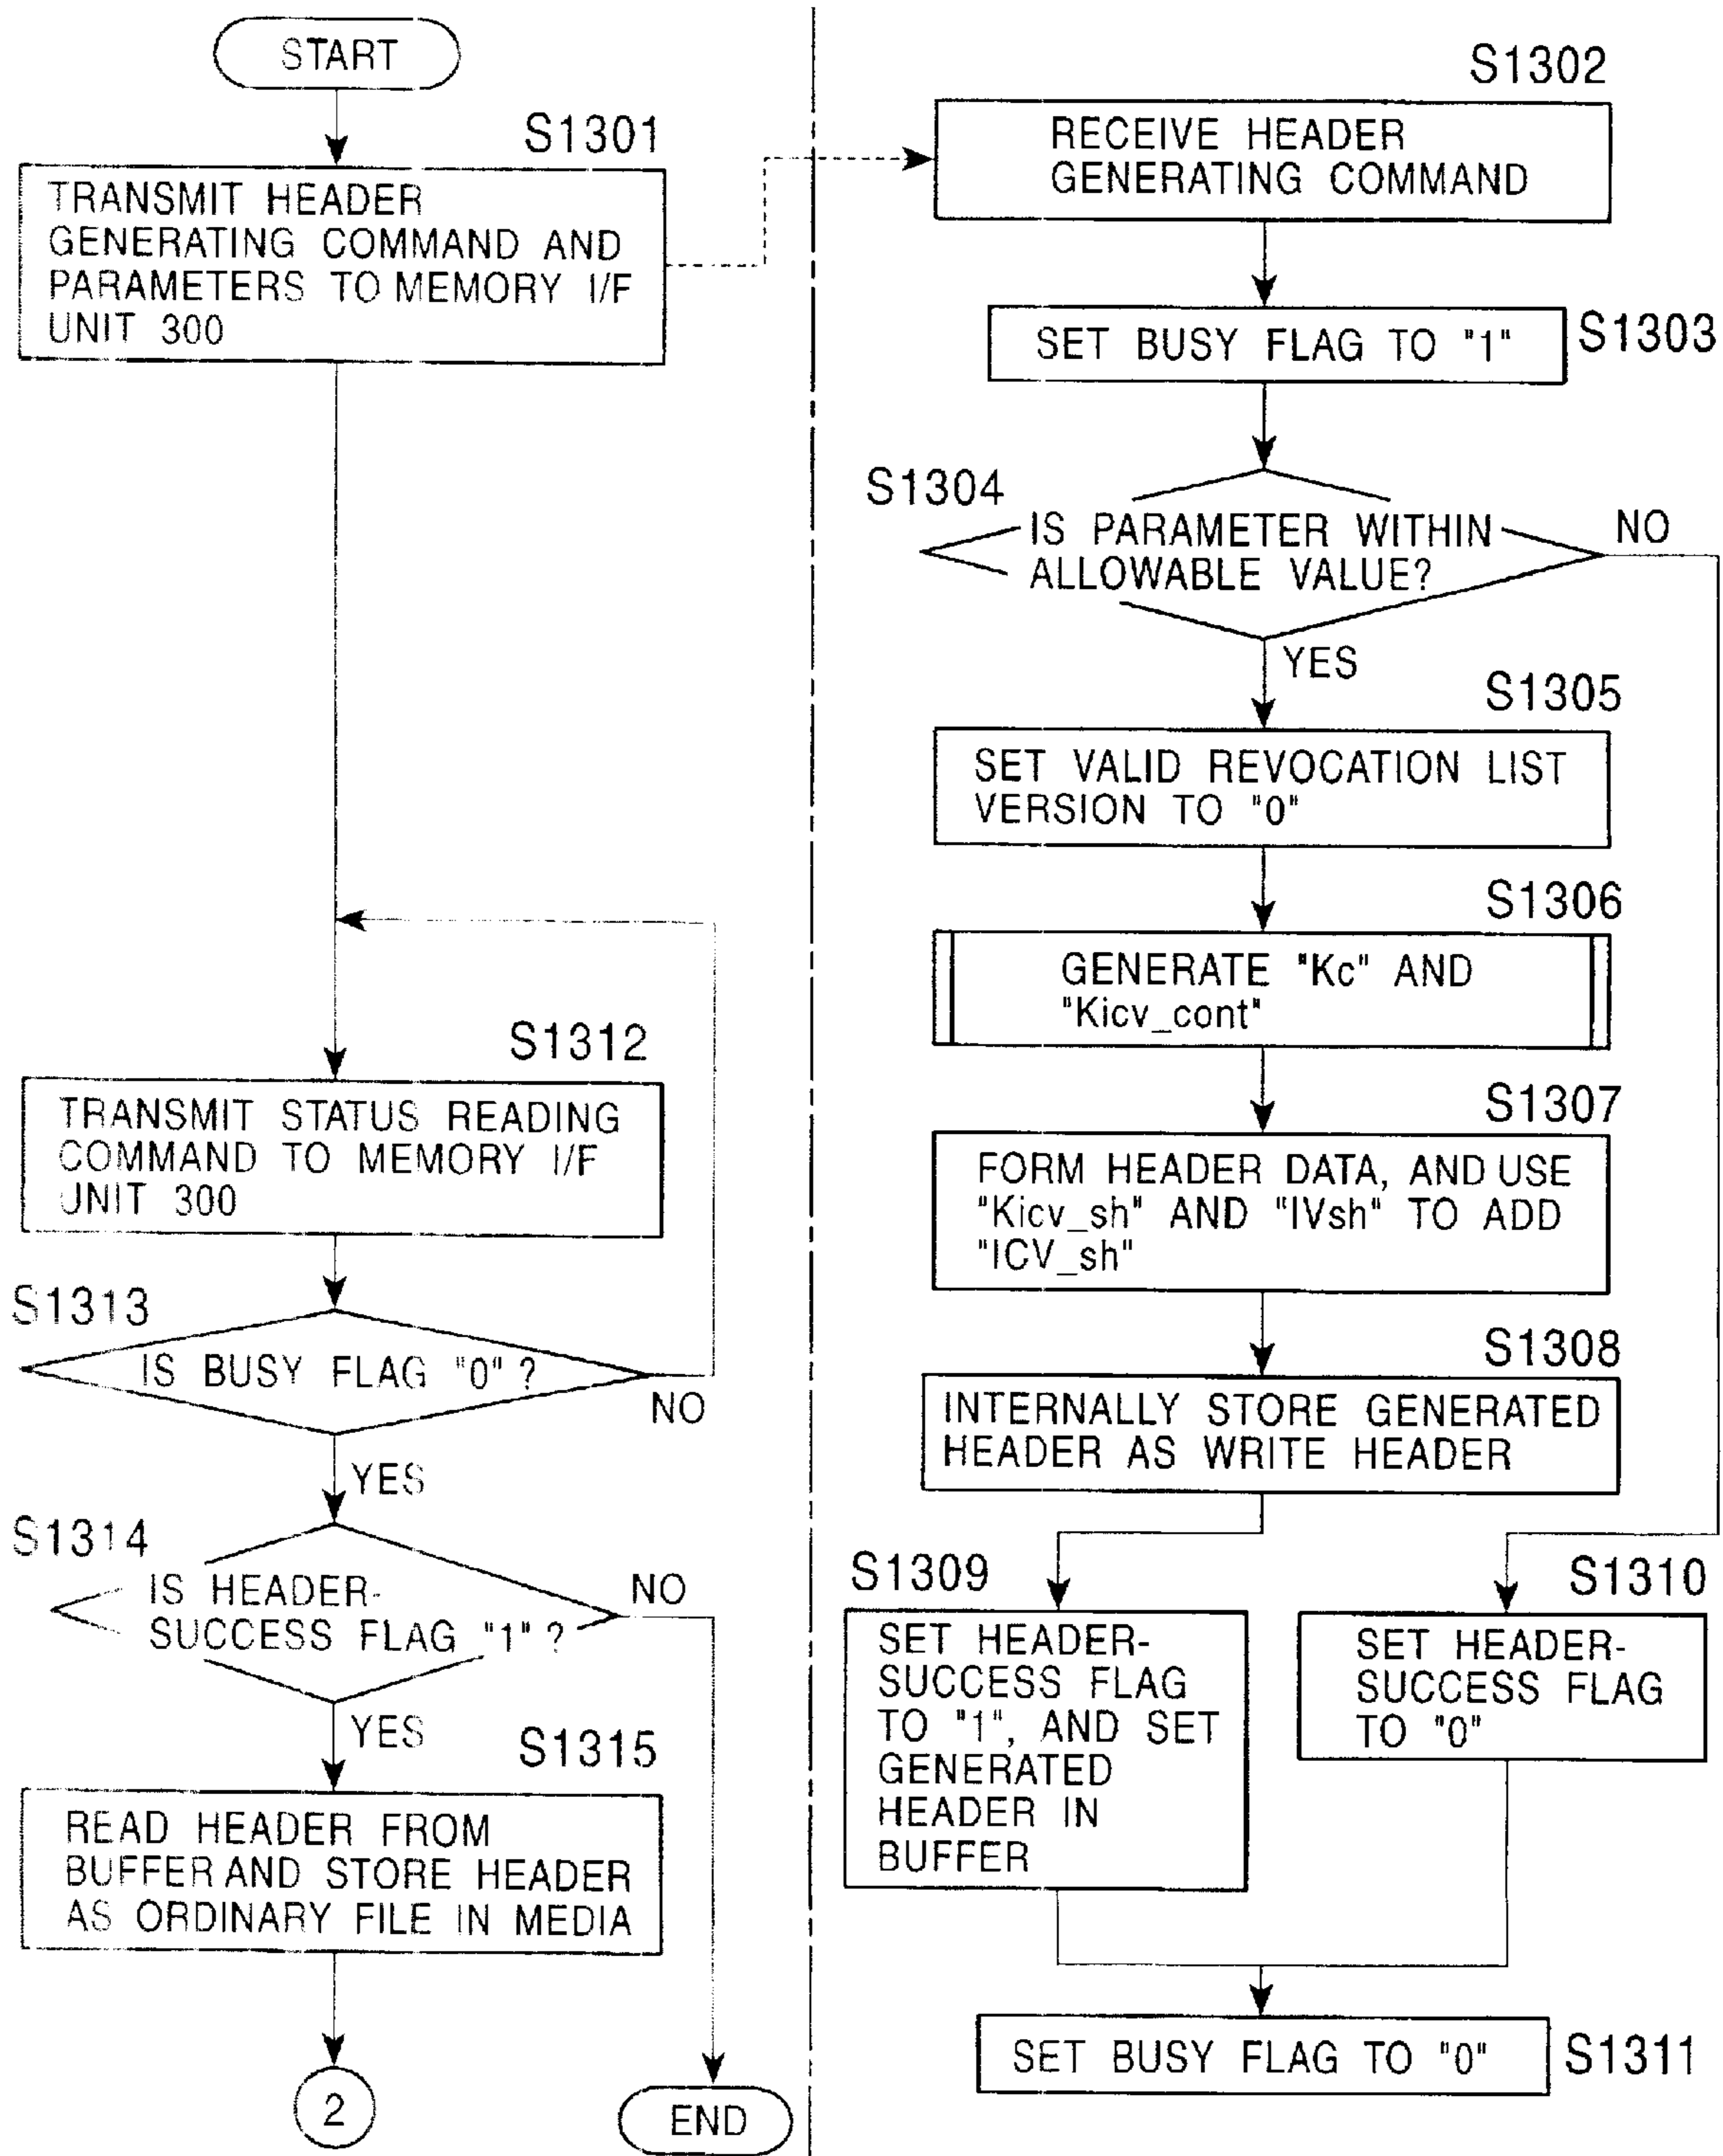 START
S1301
TRANSMIT HEADER
GENERATING COMMAND AND
PARAMETERS TO MEMORY I/F
UNIT 300
S1312
TRANSMIT STATUS READING
COMMAND TO MEMORY I/F
UNIT 300
S1313
IS BUSY FLAG "0" ?
NO
YES
S1314
IS HEADER-
SUCCESS FLAG "1" ?
NO
YES
S1315
READ HEADER FROM
BUFFER AND STORE HEADER
AS ORDINARY FILE IN MEDIA
2
END
S1302
RECEIVE HEADER
GENERATING COMMAND
SET BUSY FLAG TO "1"
S1303
S1304
IS PARAMETER WITHIN
ALLOWABLE VALUE?
NO
YES
S1305
SET VALID REVOCATION LIST
VERSION TO "0"
S1306
GENERATE "Kc" AND
"Kicv_cont"
S1307
FORM HEADER DATA, AND USE
"Kicv_sh" AND "IVsh" TO ADD
"ICV_sh"
S1308
INTERNALLY STORE GENERATED
HEADER AS WRITE HEADER
S1309
SET HEADER-
SUCCESS FLAG
TO "1", AND SET
GENERATED
HEADER IN
BUFFER
S1310
SET HEADER-
SUCCESS FLAG
TO "0"
SET BUSY FLAG TO "0"
S1311